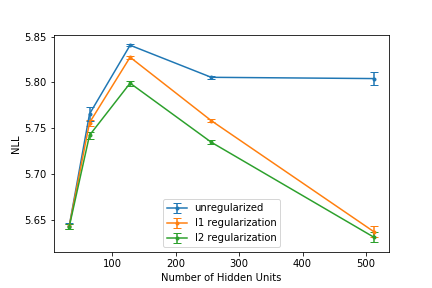 5.85
5.80
5.75
5.70
5.65
NLL
100
200
300
400
500
Number of Hidden Units
unregularized
l1 regularization
l2 regularization